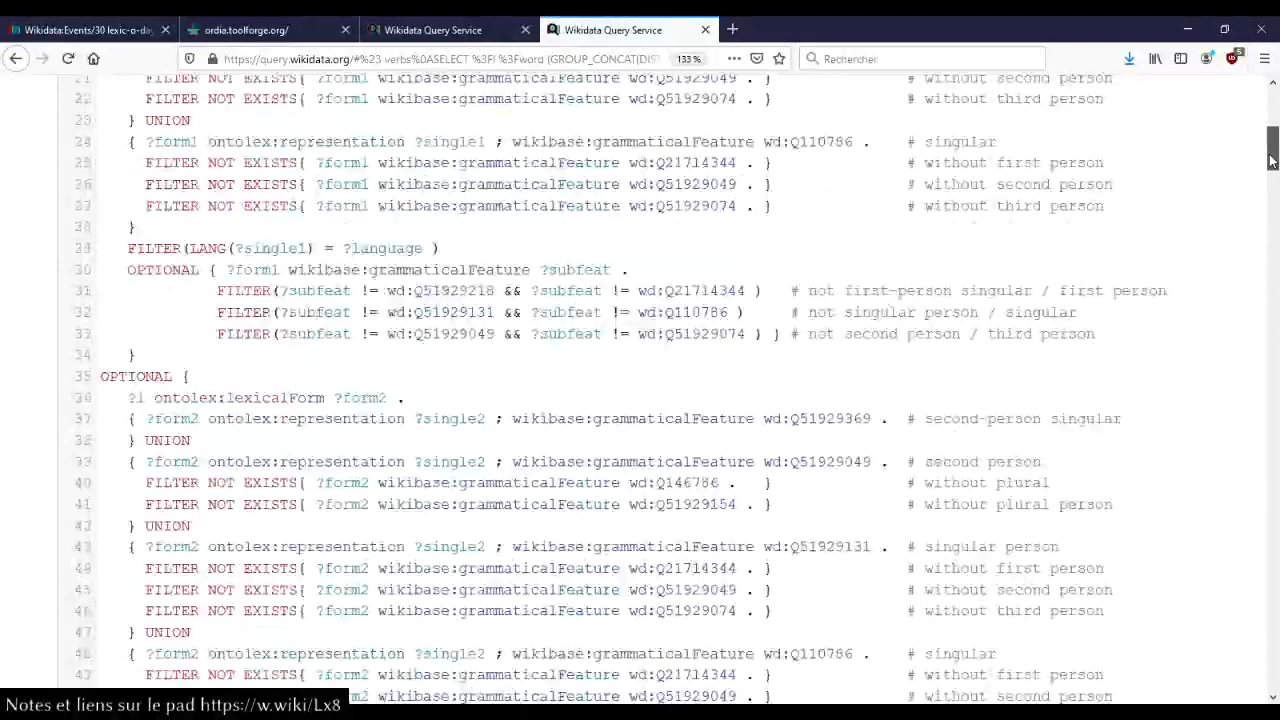 Wikidata:Events/30 lexic-o-day
ordia.toolforge.org/
Wikidata Query Service
Wikidata Query Service
https://query.wikidata.org/#%23 verbs%0ASELECT %3Fl %3Fword (GROUP_CONCAT(DIST
133 %
Rechercher
FILTER NOT EXISTS{ ?form1 wikibase:grammaticalFeature wd:Q51929049 . } # without second person
22 FILTER NOT EXISTS{ ?form1 wikibase:grammaticalFeature wd:Q51929074 . } # without third person
23 } UNION
24 { ?form1 ontolex:representation ?single1 ; wikibase:grammaticalFeature wd:Q110786 . # singular
25 FILTER NOT EXISTS{ ?form1 wikibase:grammaticalFeature wd:Q21714344 . } # without first person
26 FILTER NOT EXISTS{ ?form1 wikibase:grammaticalFeature wd:Q51929049 . } # without second person
27 FILTER NOT EXISTS{ ?form1 wikibase:grammaticalFeature wd:Q51929074 . } # without third person
28 }
29 FILTER(LANG(?single1) = ?language )
30 OPTIONAL { ?form1 wikibase:grammaticalFeature ?subfeat .
31 FILTER(?subfeat != wd:Q51929218 && ?subfeat != wd:Q21714344 ) # not first-person singular / first person
32 FILTER(?subfeat != wd:Q51929131 && ?subfeat != wd:Q110786 ) # not singular person / singular
33 FILTER(?subfeat != wd:Q51929049 && ?subfeat != wd:Q51929074 ) } # not second person / third person
34 }
35 OPTIONAL {
36 ?l ontolex:lexicalForm ?form2 .
37 { ?form2 ontolex:representation ?single2 ; wikibase:grammaticalFeature wd:Q51929369 . # second-person singular
38 } UNION
39 { ?form2 ontolex:representation ?single2 ; wikibase:grammaticalFeature wd:Q51929049 . # second person
40 FILTER NOT EXISTS{ ?form2 wikibase:grammaticalFeature wd:Q146786 . } # without plural
41 FILTER NOT EXISTS{ ?form2 wikibase:grammaticalFeature wd:Q51929154 . } # without plural person
42 } UNION
43 { ?form2 ontolex:representation ?single2 ; wikibase:grammaticalFeature wd:Q51929131 . # singular person
44 FILTER NOT EXISTS{ ?form2 wikibase:grammaticalFeature wd:Q21714344 . } # without first person
45 FILTER NOT EXISTS{ ?form2 wikibase:grammaticalFeature wd:Q51929049 . } # without second person
46 FILTER NOT EXISTS{ ?form2 wikibase:grammaticalFeature wd:Q51929074 . } # without third person
47 } UNION
48 { ?form2 ontolex:representation ?single2 ; wikibase:grammaticalFeature wd:Q110786 . # singular
49 FILTER NOT EXISTS{ ?form2 wikibase:grammaticalFeature wd:Q21714344 . } # without first person
m2 wikibase:grammaticalFeature wd:Q51929049 . } # without second person
Notes et liens sur le pad https://w.wiki/Lx8